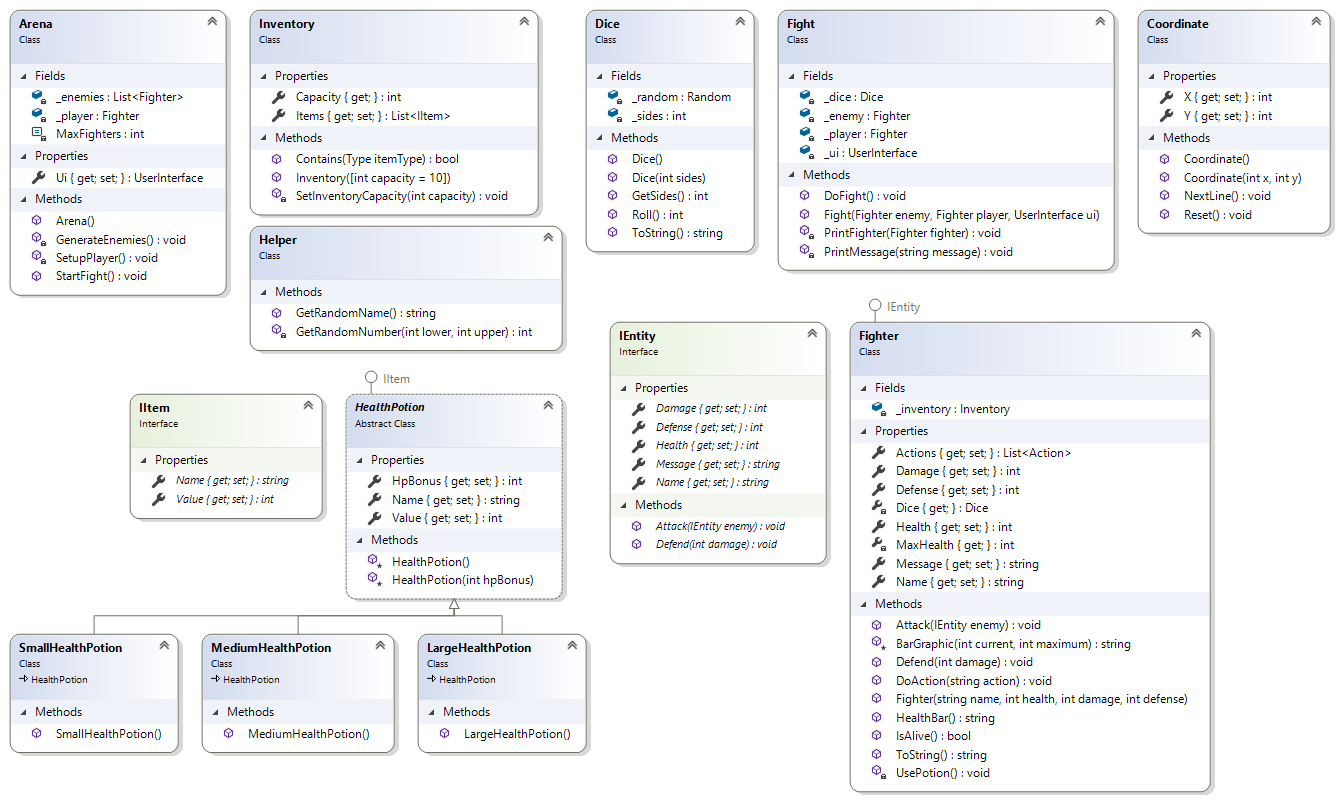 Arena
Class
Fields
_enemies : List<Fighter>
_player : Fighter
MaxFighters : int
Properties
Ui { get; set; } : UserInterface
Methods
Arena()
GenerateEnemies() : void
SetupPlayer() : void
StartFight() : void
Inventory
Class
Properties
Capacity { get; } : int
Items { get; set; } : List<IItem>
Methods
Contains(Type itemType) : bool
Inventory([int capacity = 10])
SetInventoryCapacity(int capacity) : void
Dice
Class
Fields
_random : Random
_sides : int
Methods
Dice()
Dice(int sides)
GetSides() : int
Roll() : int
ToString() : string
Fight
Class
Fields
_dice : Dice
_enemy : Fighter
_player : Fighter
_ui : UserInterface
Methods
DoFight() : void
Fight(Fighter enemy, Fighter player, UserInterface ui)
PrintFighter(Fighter fighter) : void
PrintMessage(string message) : void
Coordinate
Class
Properties
X { get; set; } : int
Y { get; set; } : int
Methods
Coordinate()
Coordinate(int x, int y)
NextLine() : void
Reset() : void
Helper
Class
Methods
GetRandomName() : string
GetRandomNumber(int lower, int upper) : int
IItem
Interface
Properties
Name { get; set; } : string
Value { get; set; } : int
IItem
HealthPotion
Abstract Class
Properties
HpBonus { get; set; } : int
Name { get; set; } : string
Value { get; set; } : int
Methods
HealthPotion()
HealthPotion(int hpBonus)
IEntity
Interface
Properties
Damage { get; set; } : int
Defense { get; set; } : int
Health { get; set; } : int
Message { get; set; } : string
Name { get; set; } : string
Methods
Attack(IEntity enemy) : void
Defend(int damage) : void
IEntity
Fighter
Class
Fields
_inventory : Inventory
Properties
Actions { get; set; } : List<Action>
Damage { get; set; } : int
Defense { get; set; } : int
Dice { get; } : Dice
Health { get; set; } : int
MaxHealth { get; } : int
Message { get; set; } : string
Name { get; set; } : string
Methods
Attack(IEntity enemy) : void
BarGraphic(int current, int maximum) : string
Defend(int damage) : void
DoAction(string action) : void
Fighter(string name, int health, int damage, int defense)
HealthBar() : string
IsAlive() : bool
ToString() : string
UsePotion() : void
SmallHealthPotion
Class
HealthPotion
Methods
SmallHealthPotion()
MediumHealthPotion
Class
HealthPotion
Methods
MediumHealthPotion()
LargeHealthPotion
Class
HealthPotion
Methods
LargeHealthPotion()